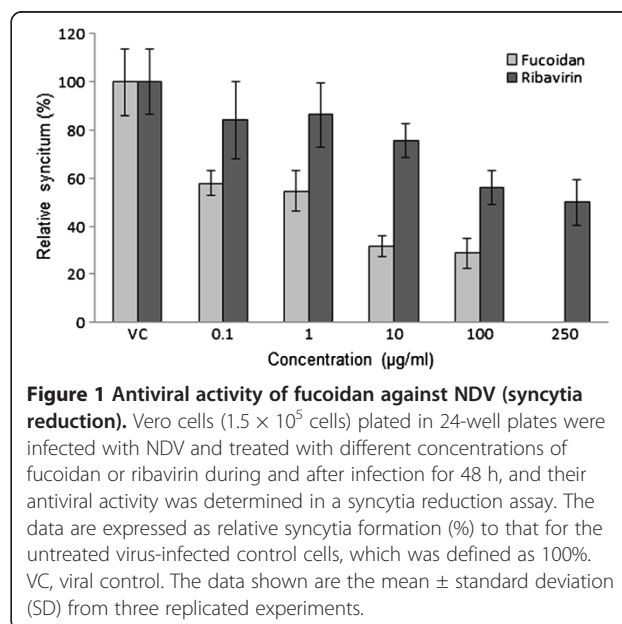 120
100
80
60
40
20
0
Relative syncitum (%)
Fucoidan
Ribavirin
VC 0.1 1 10 100 250
Concentration (µg/ml)
Figure 1 Antiviral activity of fucoidan against NDV (syncytia
reduction). Vero cells (1.5 × 10⁵ cells) plated in 24-well plates were
infected with NDV and treated with different concentrations of
fucoidan or ribavirin during and after infection for 48 h, and their
antiviral activity was determined in a syncytia reduction assay. The
data are expressed as relative syncytia formation (%) to that for the
untreated virus-infected control cells, which was defined as 100%.
VC, viral control. The data shown are the mean ± standard deviation
(SD) from three replicated experiments.